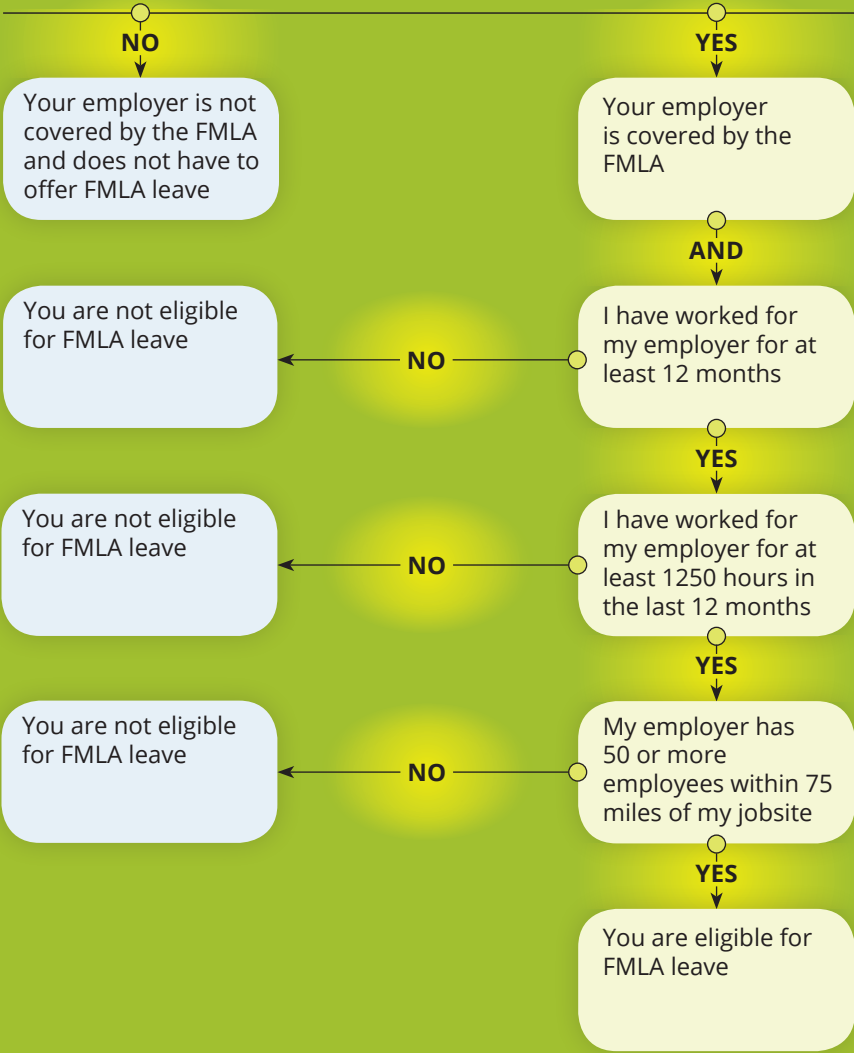 NO
YES
Your employer is not
covered by the FMLA
and does not have to
offer FMLA leave
Your employer
is covered by the
FMLA
AND
You are not eligible
for FMLA leave
NO
I have worked for
my employer for at
least 12 months
YES
You are not eligible
for FMLA leave
NO
I have worked for
my employer for at
least 1250 hours in
the last 12 months
YES
You are not eligible
for FMLA leave
NO
My employer has
50 or more
employees within 75
miles of my jobsite
YES
You are eligible for
FMLA leave